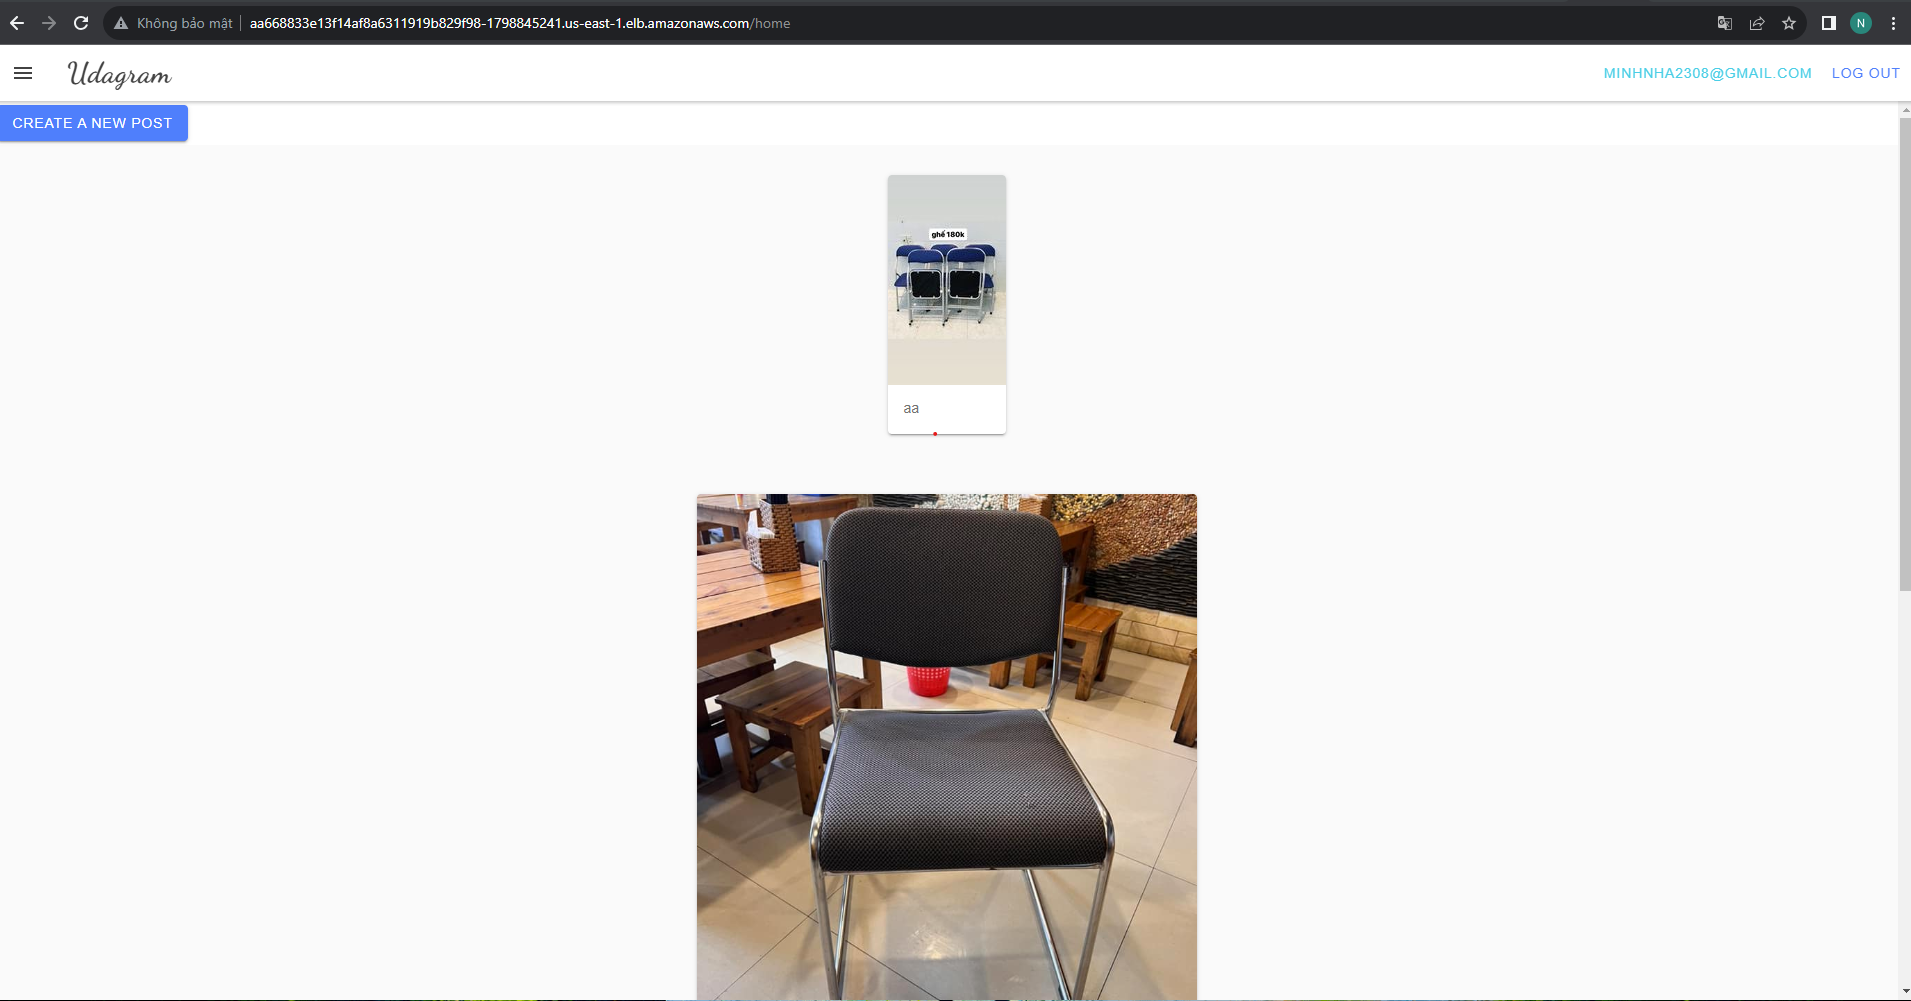 Không bảo mật aa668833e13f14af8a6311919b829f98-1798845241.us-east-1.elb.amazonaws.com/home
N
Udagram
MINHNHA2308@GMAIL.COM LOG OUT
CREATE A NEW POST
ghế 180k
aa